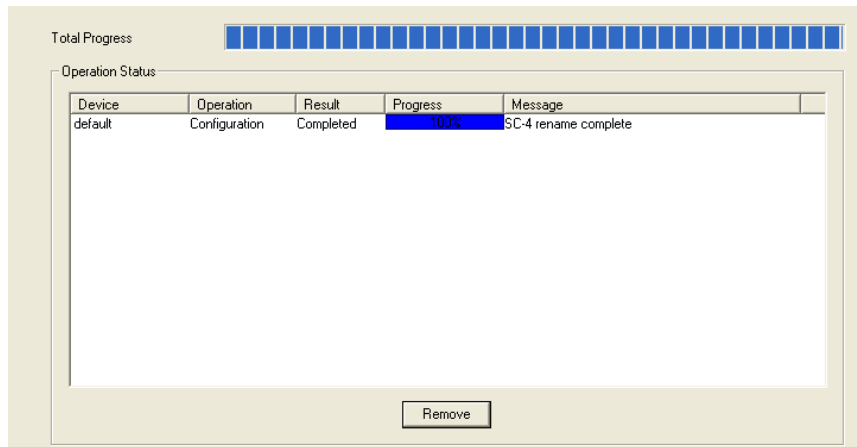 Total Progress
Operation Status
Device Operation Result Progress Message
default Configuration Completed 100% SC-4 rename complete
Remove